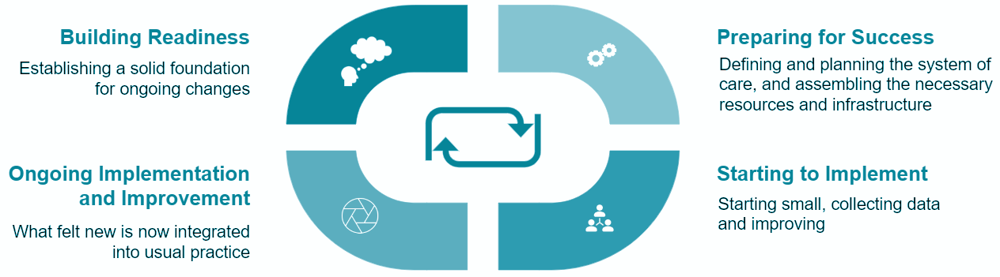 Building Readiness
Establishing a solid foundation
for ongoing changes
Preparing for Success
Defining and planning the system of
care, and assembling the necessary
resources and infrastructure
Ongoing Implementation
and Improvement
What felt new is now integrated
into usual practice
Starting to Implement
Starting small, collecting data
and improving